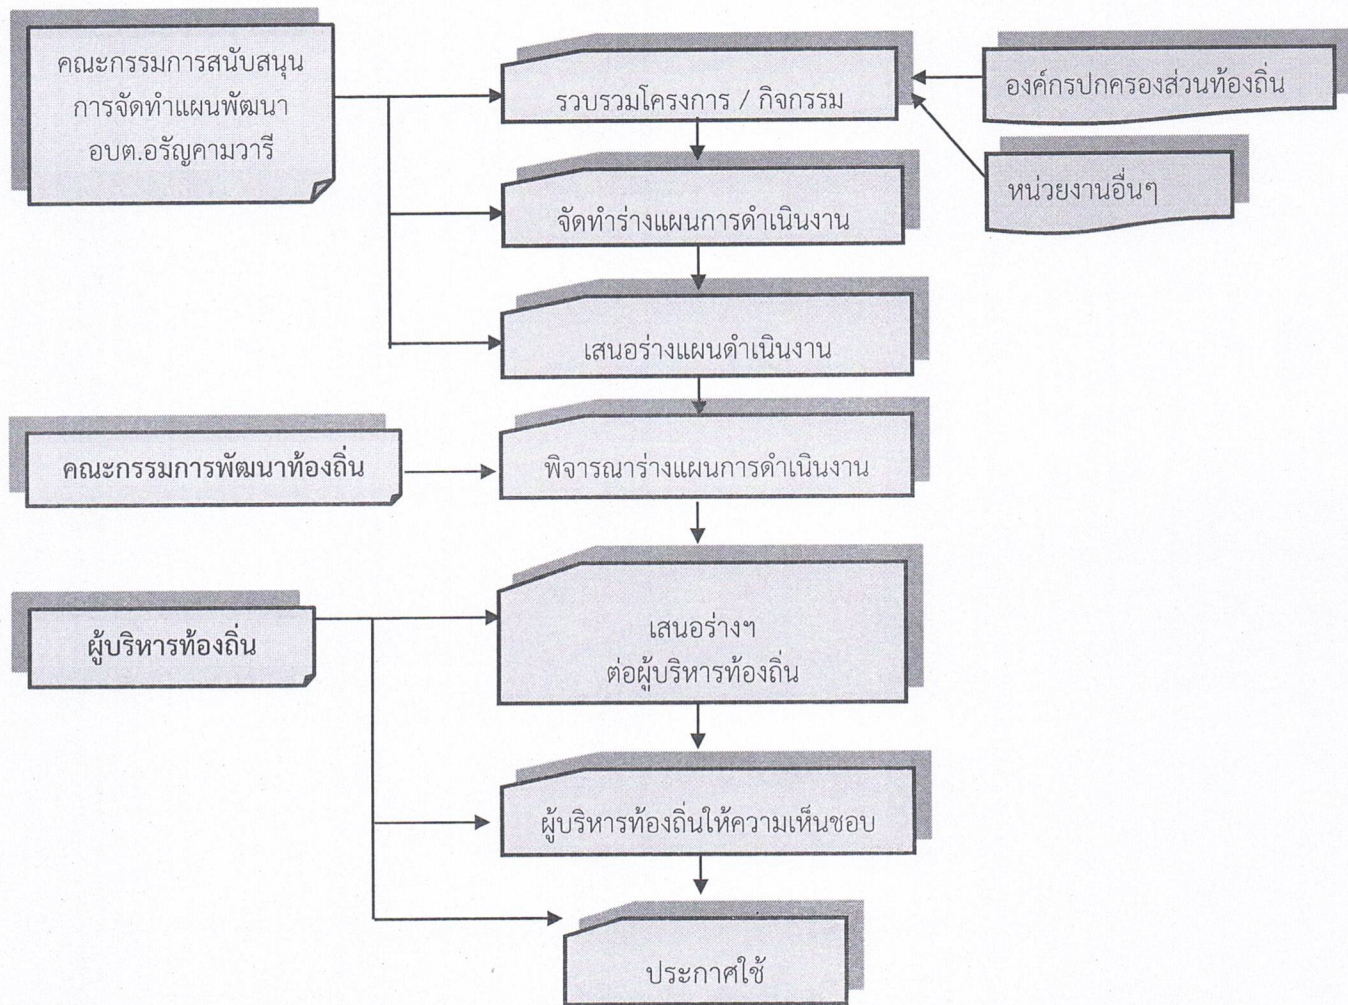 คณะกรรมการสนับสนุน
การจัดทำแผนพัฒนา
อบต.อรัญคามวารี
รวบรวมโครงการ / กิจกรรม
องค์กรปกครองส่วนท้องถิ่น
หน่วยงานอื่นๆ
จัดทำร่างแผนการดำเนินงาน
เสนอร่างแผนดำเนินงาน
คณะกรรมการพัฒนาท้องถิ่น
พิจารณาร่างแผนการดำเนินงาน
ผู้บริหารท้องถิ่น
เสนอร่างฯ
ต่อผู้บริหารท้องถิ่น
ผู้บริหารท้องถิ่นให้ความเห็นชอบ
ประกาศใช้